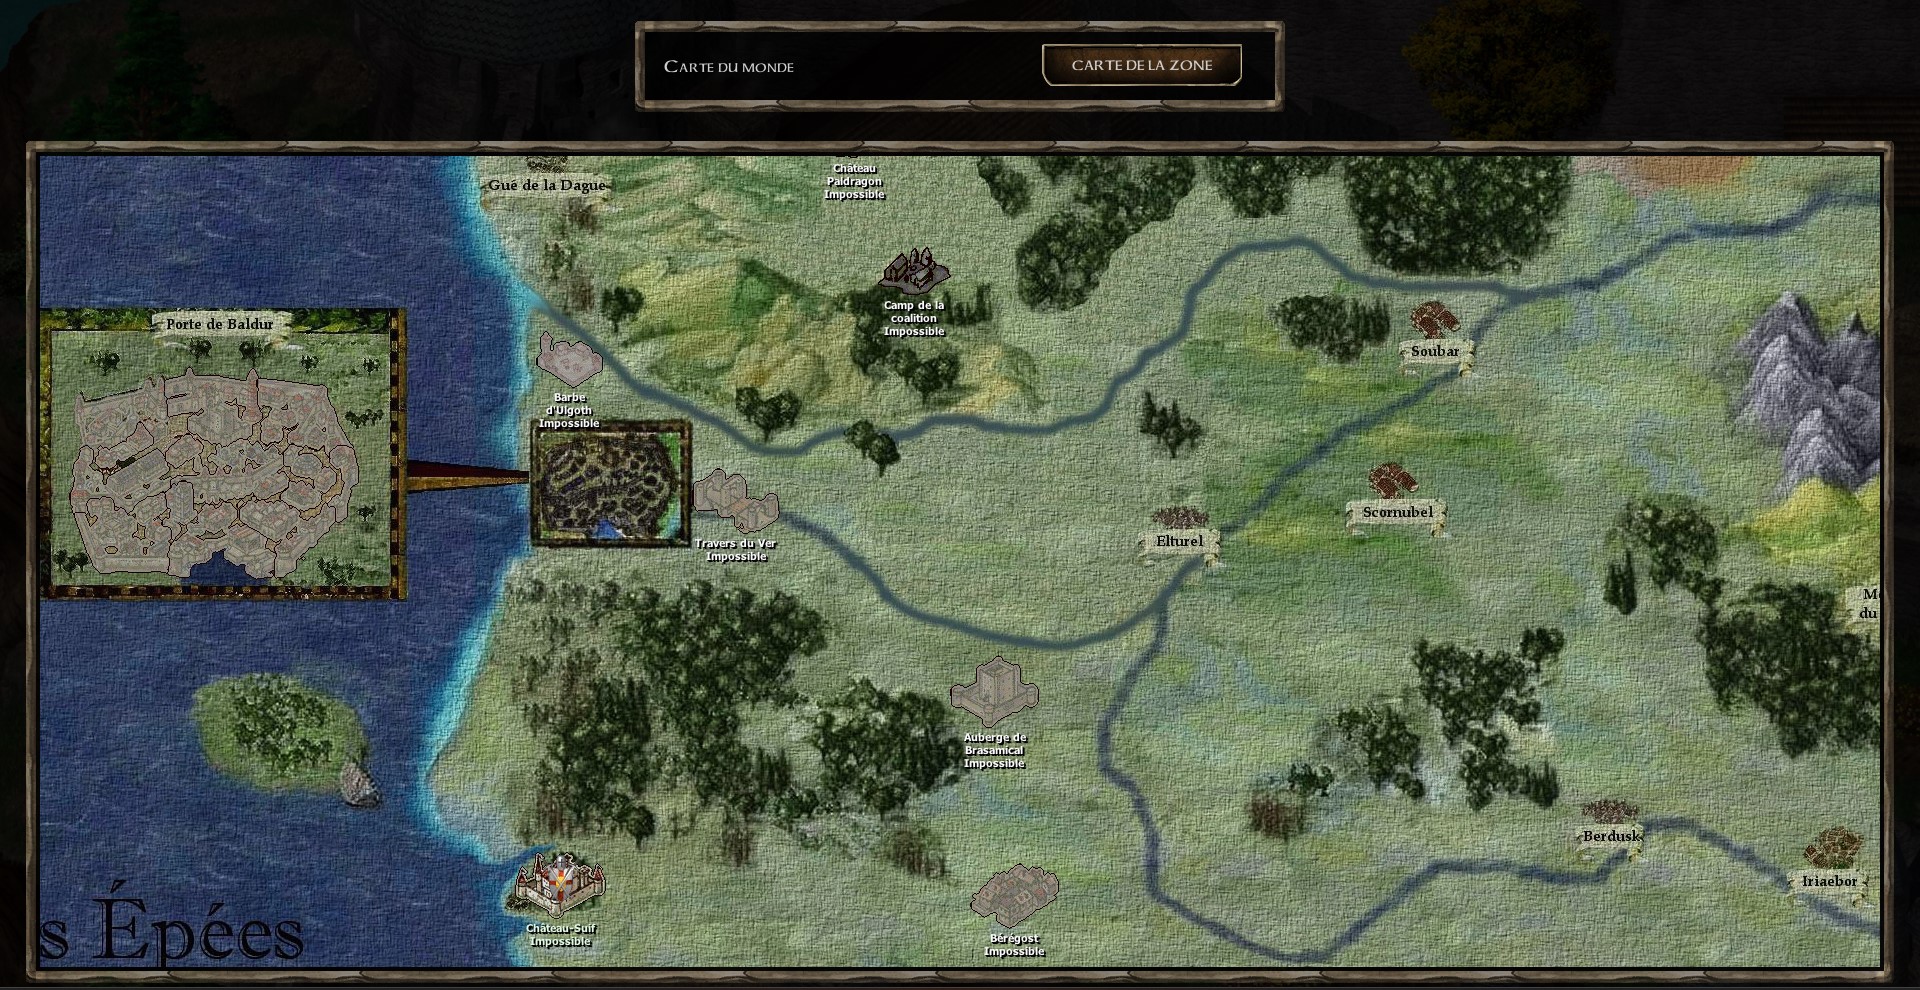 Carte du monde
CARTE DE LA ZONE
Gué de la Dague
Château
Paldragon
Impossible
Camp de la
coalition
Impossible
Porte de Baldur
Barbe
d'Ulgoth
Impossible
Soubar
Scornubel
Travers du Ver
Impossible
Elturel
du
Auberge de
Brasamical
Impossible
Berdusk
Iriaebor
Château-Suif
Impossible
s Épées
Bérégost
Impossible